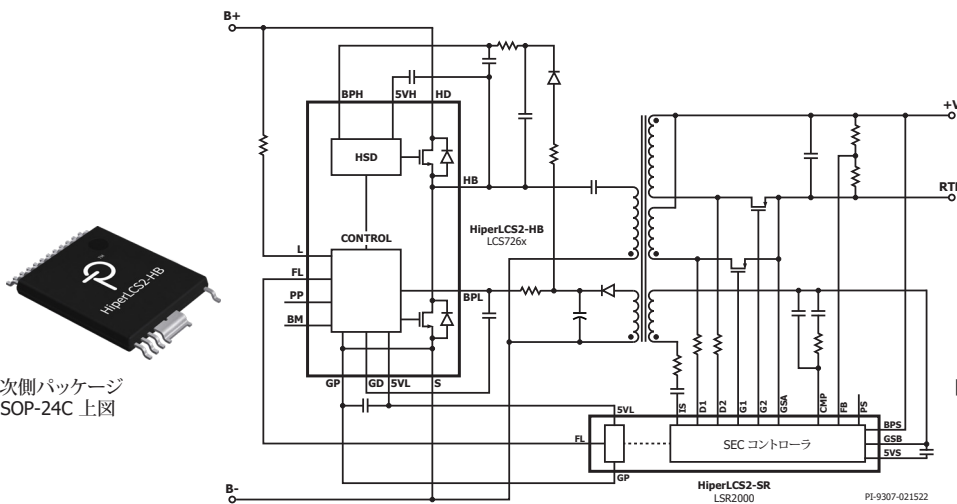 B+
BPH
5VH
HD
HSD
HB
CONTROL
HiperLCS2-HB
LCS726x
L
FL
PP
BM
BPL
GP
GD
5VL
S
HiperLCS2-HB
次側パッケージ
SOP-24C 上図
+V
RT
5VL
FL
GP
IS
D1
D2
G1
G2
GSA
CMP
FB
PS
SEC コントローラ
BPS
GSB
5VS
HiperLCS2-SR
LSR2000
B-
PI-9307-021522